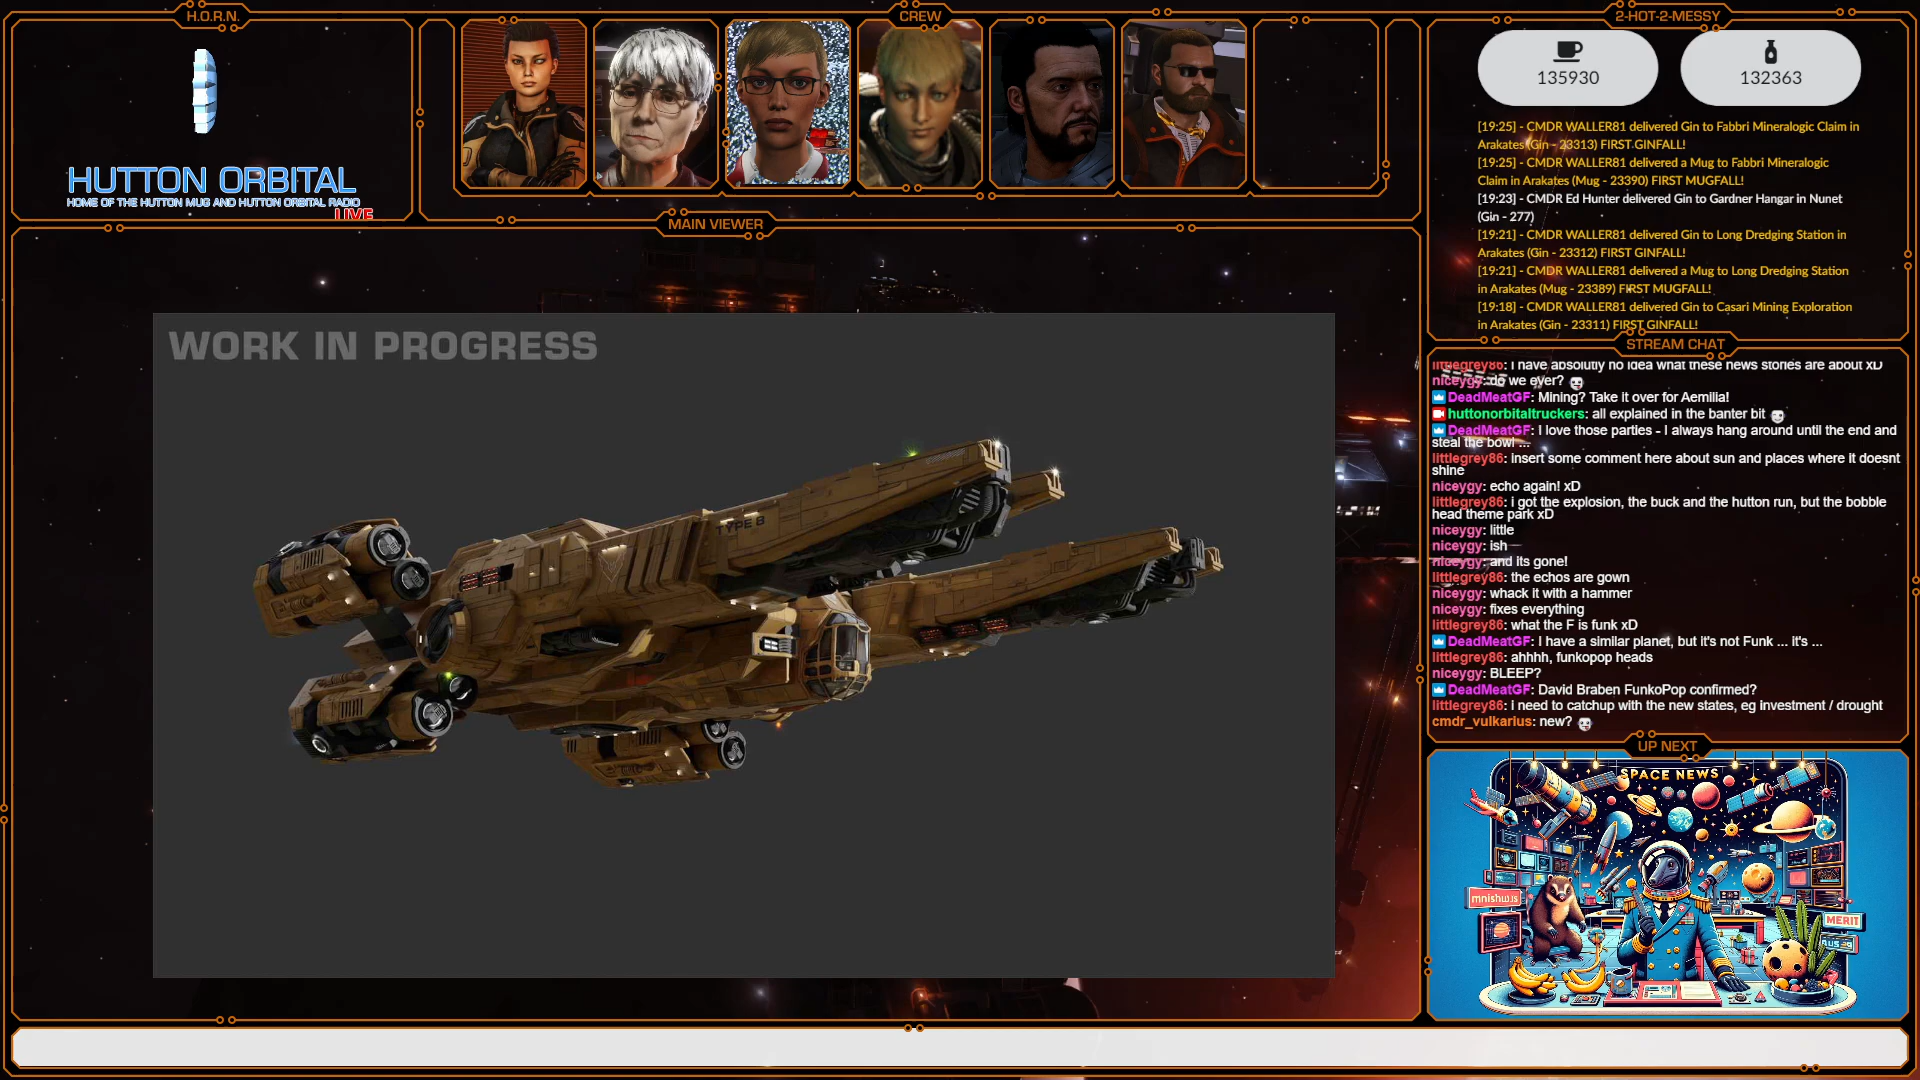 H.O.R.N.
CREW
2-HOT-2-MESSY
HUTTON ORBITAL
HOME OF THE HUTTON MUG AND HUTTON ORBITAL RADIO
LIVE
135930
132363
[19:25] - CMDR WALLER81 delivered Gin to Fabbri Mineralogic Claim in
Arakates (Gin - 23313) FIRST GINFALL!
[19:25] - CMDR WALLER81 delivered a Mug to Fabbri Mineralogic
Claim in Arakates (Mug - 23390) FIRST MUGFALL!
[19:23] - CMDR Ed Hunter delivered Gin to Gardner Hangar in Nunet
(Gin - 277)
[19:21] - CMDR WALLER81 delivered Gin to Long Dredging Station in
Arakates (Gin - 23312) FIRST GINFALL!
[19:21] - CMDR WALLER81 delivered a Mug to Long Dredging Station
in Arakates (Mug - 23389) FIRST MUGFALL!
[19:18] - CMDR WALLER81 delivered Gin to Casari Mining Exploration
in Arakates (Gin - 23311) FIRST GINFALL!
MAIN VIEWER
WORK IN PROGRESS
TYPE 8
STREAM CHAT
littlegrey86: i have absolutly no idea what these news stories are about xD
niceygy: do we ever?
DeadMeatGF: Mining? Take it over for Aemilia!
huttonorbitaltruckers: all explained in the banter bit
DeadMeatGF: I love those parties - I always hang around until the end and
steal the bowl ...
littlegrey86: insert some comment here about sun and places where it doesnt
shine
niceygy: echo again! xD
littlegrey86: i got the explosion, the buck and the hutton run, but the bobble
head theme park xD
niceygy: little
niceygy: ish
niceygy: and its gone!
littlegrey86: the echos are gown
niceygy: whack it with a hammer
niceygy: fixes everything
littlegrey86: what the F is funk xD
DeadMeatGF: I have a similar planet, but it's not Funk ... it's ...
littlegrey86: ahhhh, funkopop heads
niceygy: BLEEP?
DeadMeatGF: David Braben FunkoPop confirmed?
littlegrey86: i need to catchup with the new states, eg investment / drought
cmdr_vulkarius: new?
UP NEXT
SPACE NEWS
MERIT